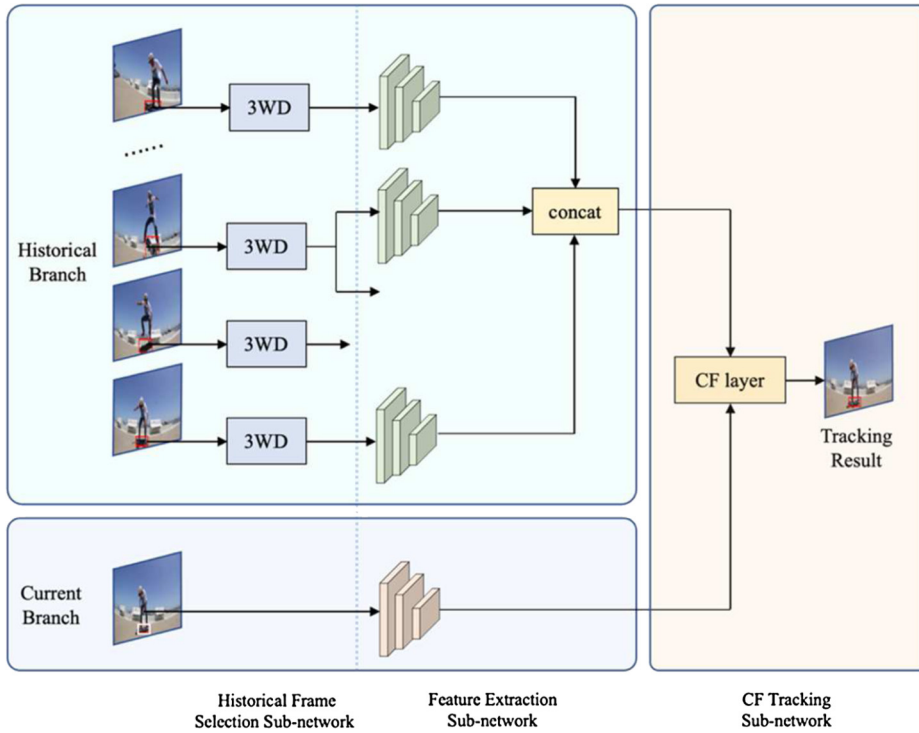 3WD
......
Historical
Branch
3WD
concat
3WD
CF layer
3WD
Tracking
Result
Current
Branch
Historical Frame
Selection Sub-network
Feature Extraction
Sub-network
CF Tracking
Sub-network